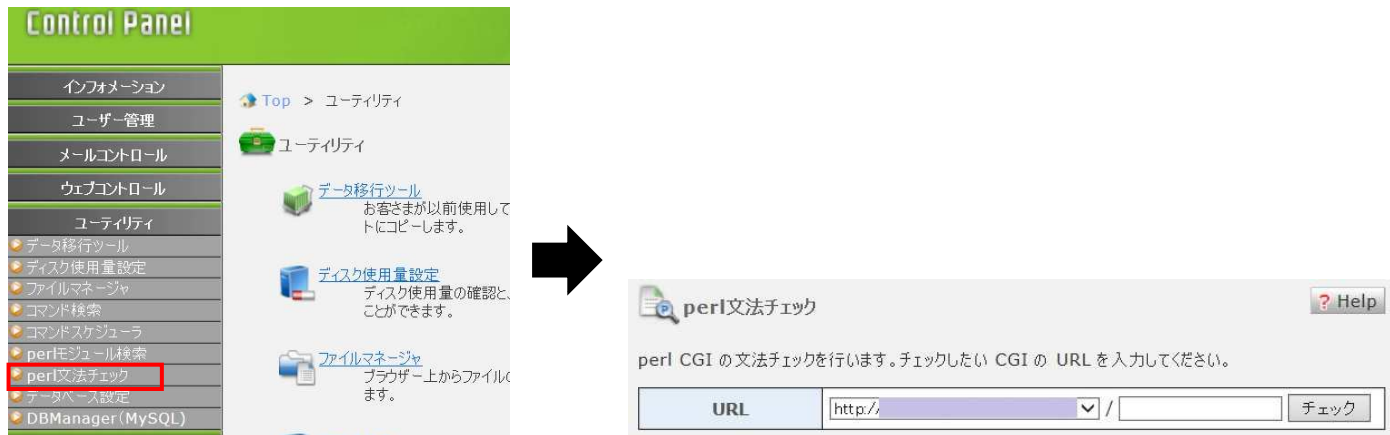 Control Panel
インフォメーション
ユーザー管理
メールコントロール
ウェブコントロール
ユーティリティ
データ移行ツール
ディスク使用量設定
ファイルマネージャ
コマンド検索
コマンドスケジューラ
perlモジュール検索
perl文法チェック
データベース設定
DBManager(MySQL)
Top > ユーティリティ
ユーティリティ
データ移行ツール
お客さまが以前使用して
トにコピーします。
ディスク使用量設定
ディスク使用量の確認と、
ことができます。
ファイルマネージャ
ブラウザー上からファイルの
ます。
perl文法チェック
? Help
perl CGI の文法チェックを行います。チェックしたい CGI の URL を入力してください。
URL http:// / チェック